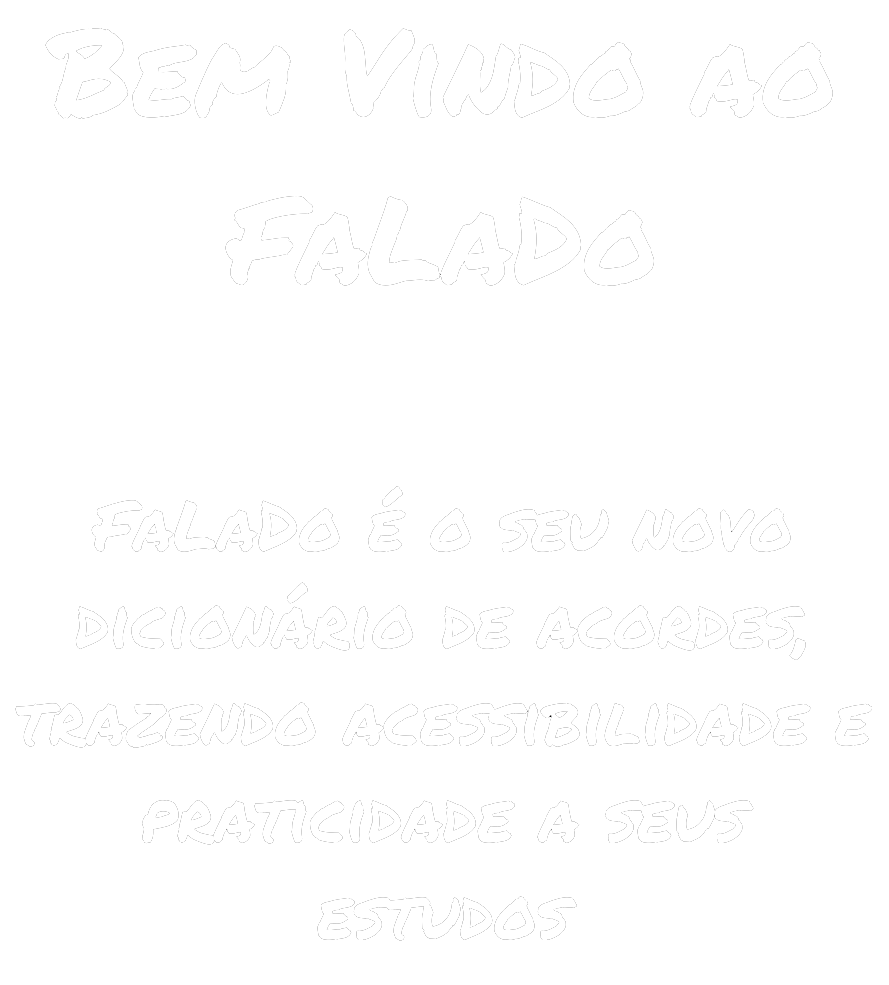 Bem Vindo ao
FaLaDo
FaLaDo é o seu novo
dicionário de acordes,
trazendo acessibilidade e
praticidade a seus
estudos